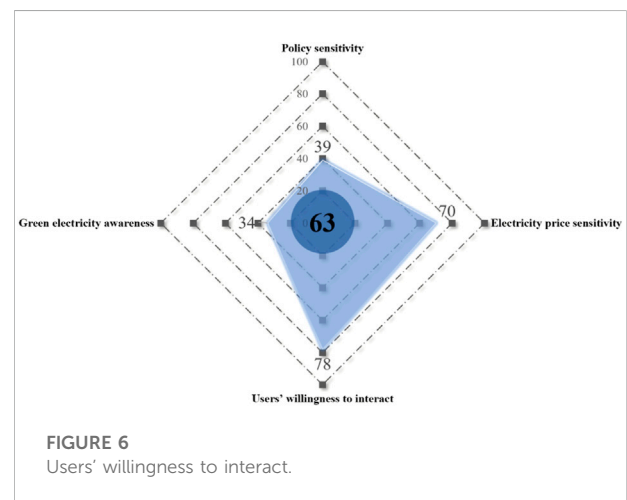 Policy sensitivity
100
80
60
39
40
20
Green electricity awareness
34
0
63
70
Electricity price sensitivity
78
Users' willingness to interact
FIGURE 6
Users' willingness to interact.